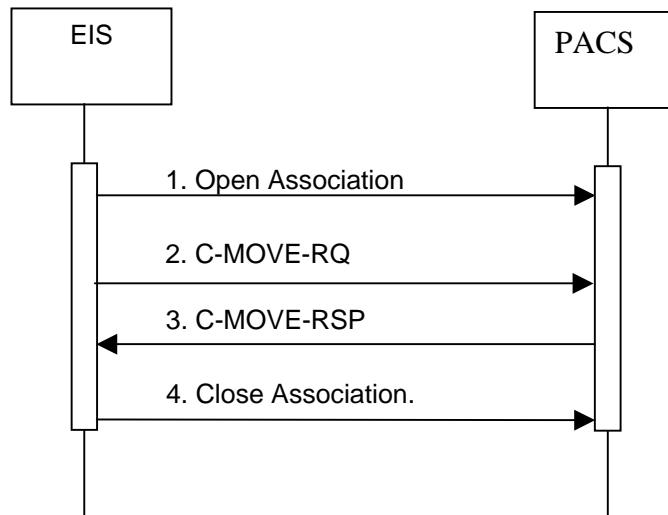 EIS
PACS
1. Open Association
2. C-MOVE-RQ
3. C-MOVE-RSP
4. Close Association.